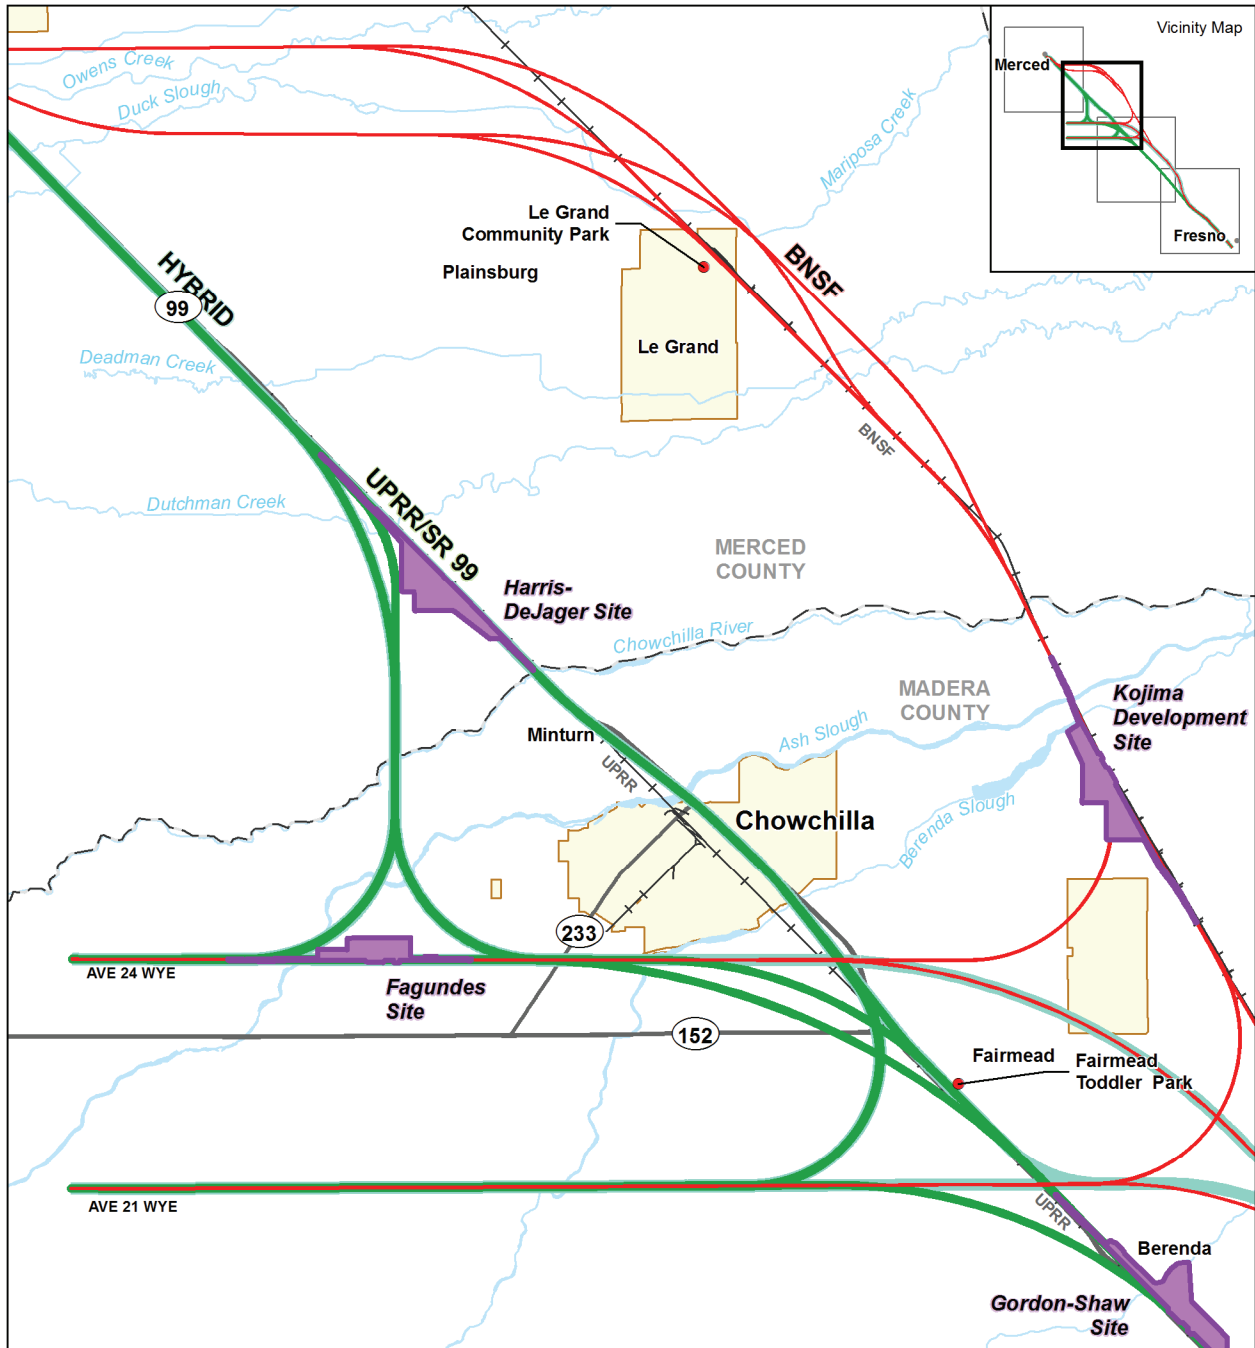 Vicinity Map
Merced
Fresno
Owens Creek
Duck Slough
Mariposa Creek
Le Grand
Community Park
Plainsburg
BNSF
HYBRID
99
Le Grand
Deadman Creek
BNSF
UPRR/SR 99
Dutchman Creek
MERCED
COUNTY
Harris-
DeJager Site
Chowchilla River
MADERA
COUNTY
Kojima
Development
Site
Minturn
Ash Slough
UPRR
Chowchilla
Berenda Slough
233
AVE 24 WYE
Fagundes
Site
152
Fairmead
Fairmead
Toddler Park
AVE 21 WYE
UPRR
Berenda
Gordon-Shaw
Site